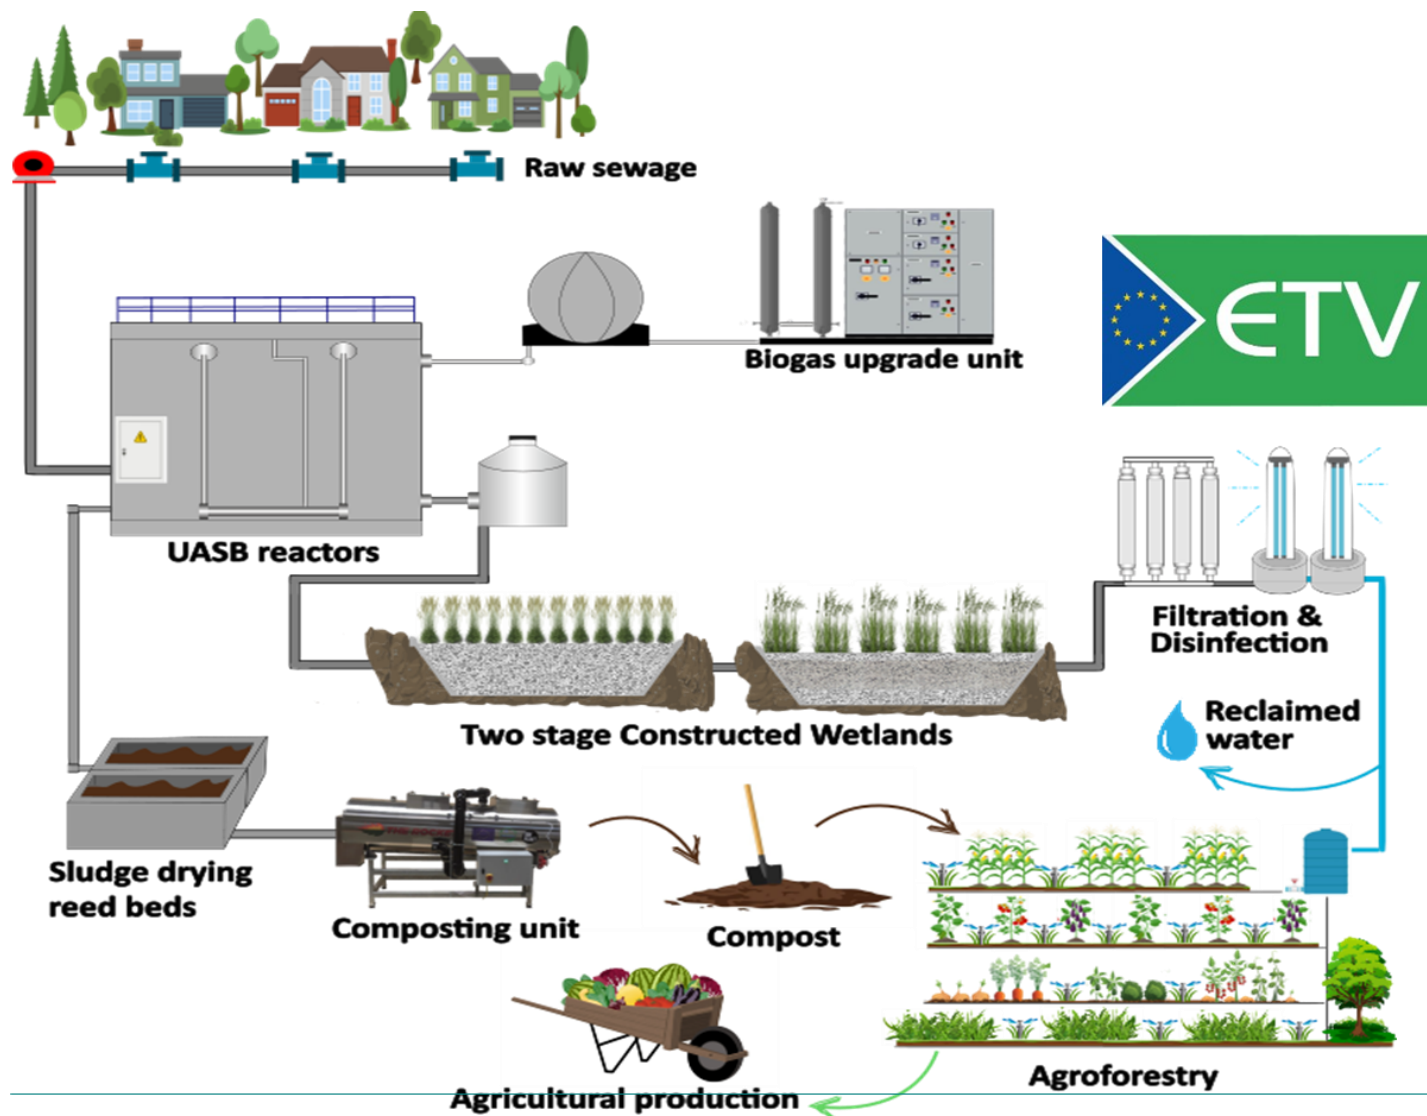 Raw sewage
Biogas upgrade unit
ETV
UASB reactors
Filtration &
Disinfection
Two stage Constructed Wetlands
Reclaimed
water
Sludge drying
reed beds
Composting unit
Compost
Agroforestry
Agricultural production